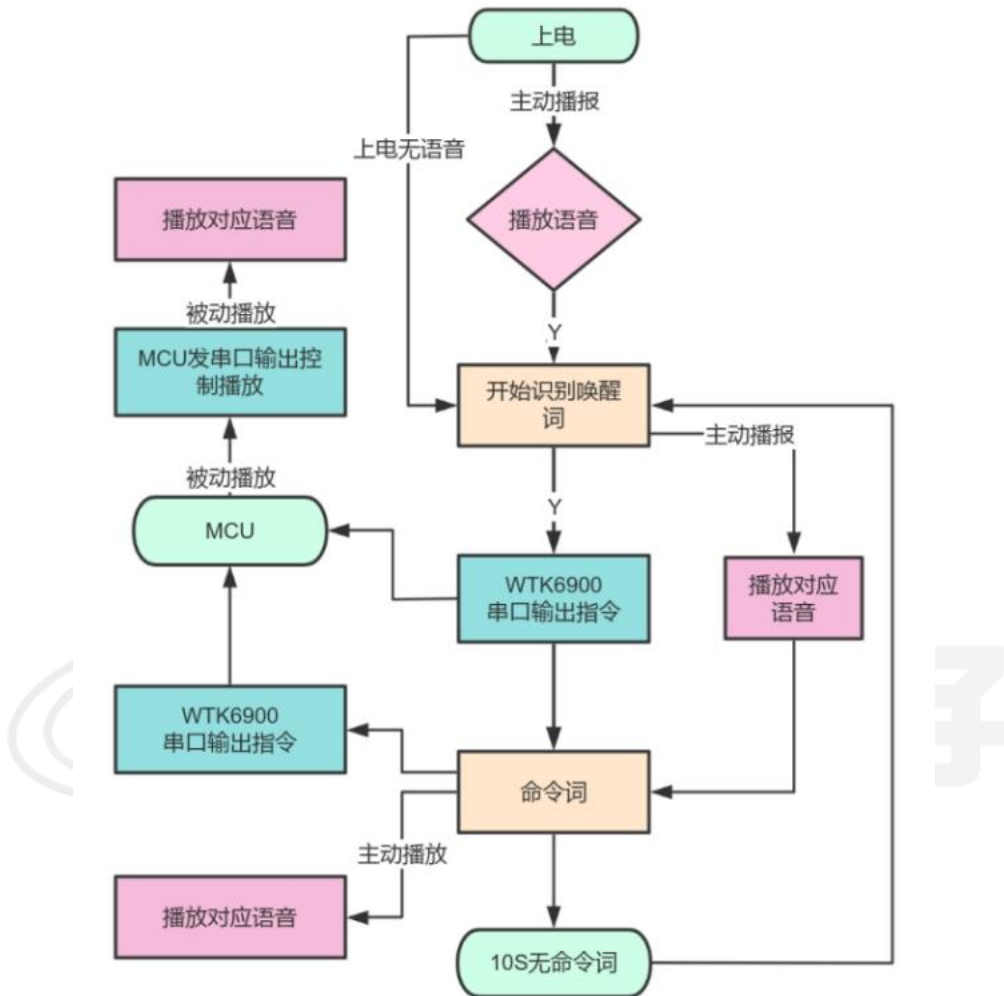 上电
主动播报
上电无语音
播放对应语音
播放语音
被动播放
Y
MCU发串口输出控
制播放
开始识别唤醒
词
主动播报
被动播放
Y
MCU
WTK6900
串口输出指令
播放对应
语音
WTK6900
串口输出指令
命令词
主动播放
播放对应语音
10S无命令词